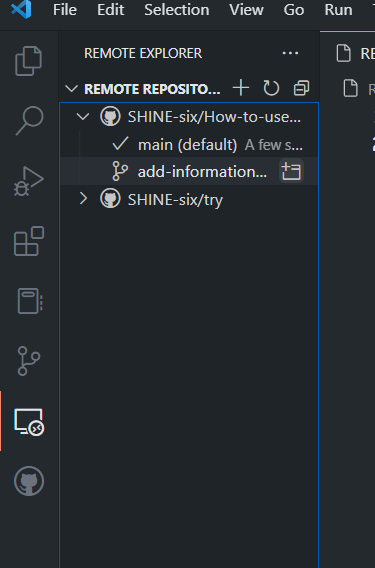 File Edit Selection View Go Run
REMOTE EXPLORER
REMOTE REPOSITO...
SHINE-six/How-to-use...
main (default) A few s...
add-information...
SHINE-six/try